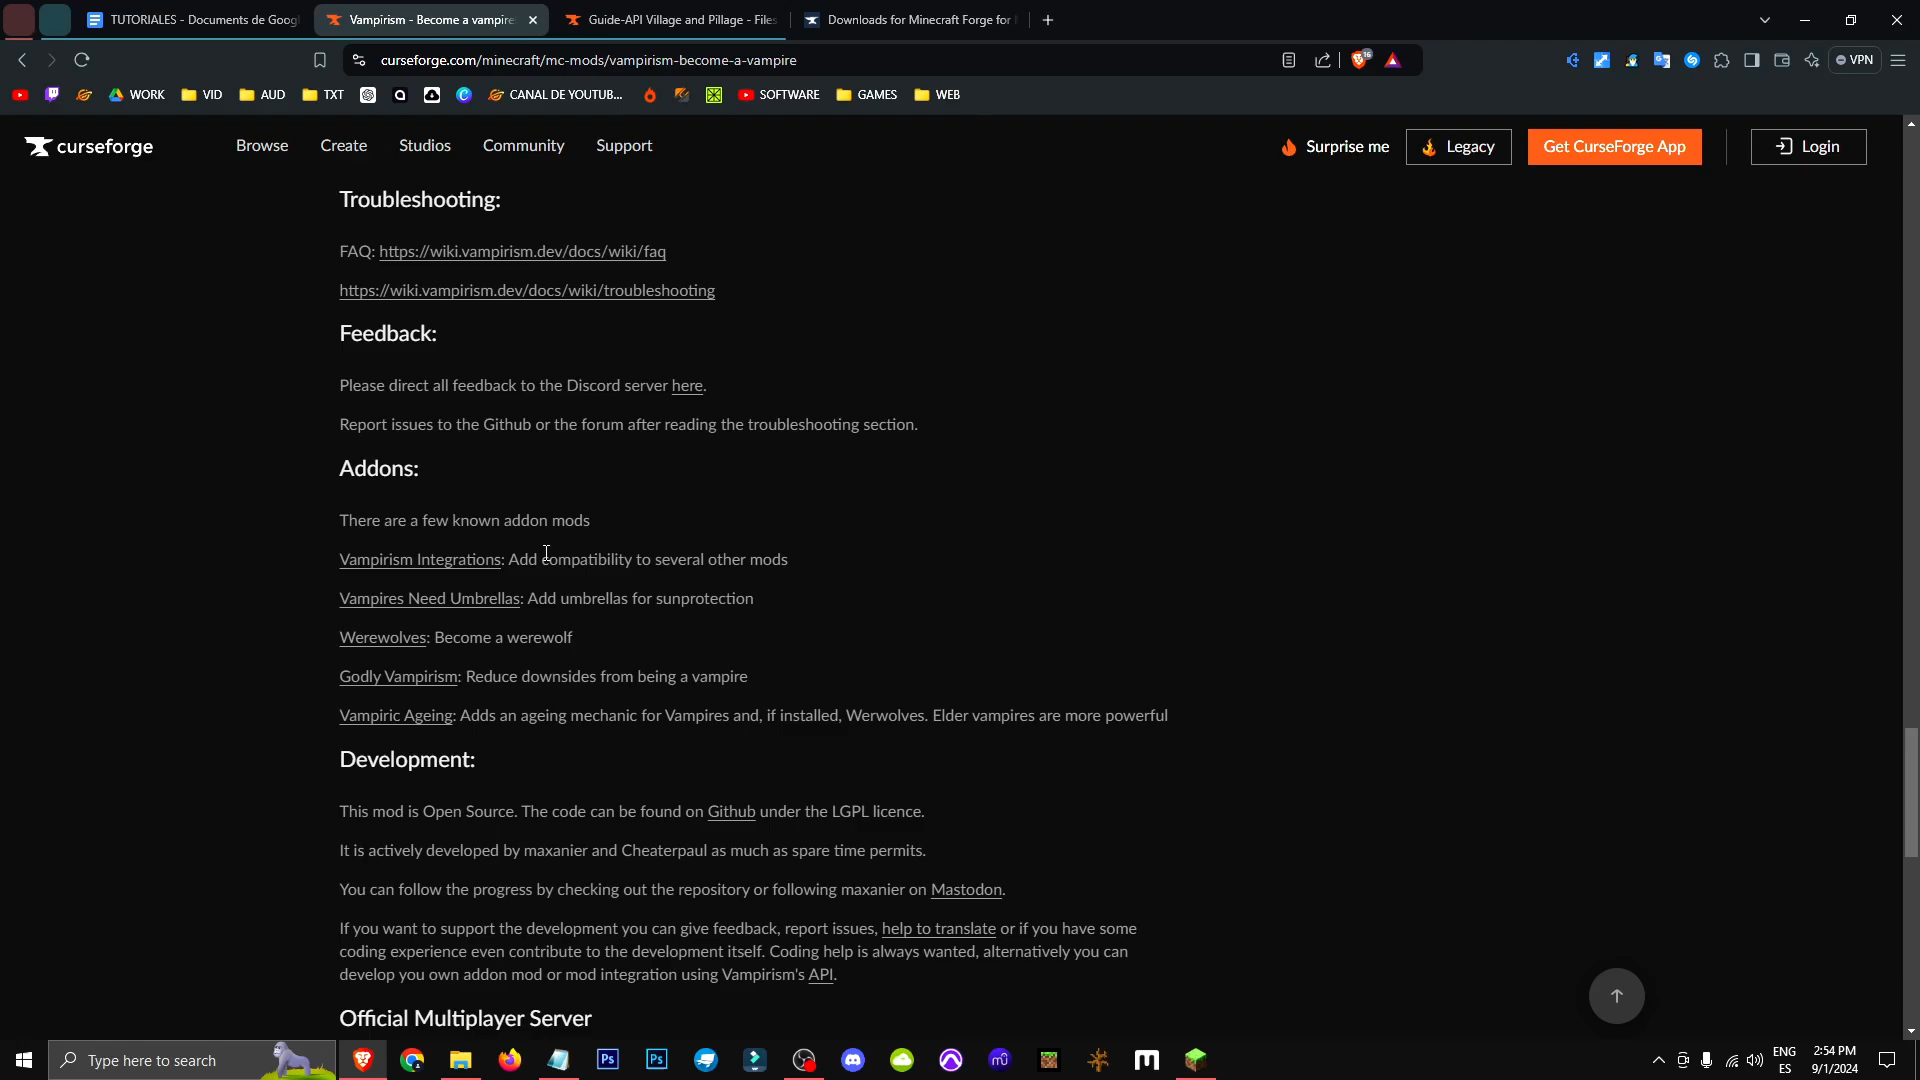 TUTORIALES - Documentos de Goog
Vampirism - Become a vampire
Guide-API Village and Pillage - Files
Downloads for Minecraft Forge for
curseforge.com/minecraft/mc-mods/vampirism-become-a-vampire
16
VPN
WORK VID AUD TXT CANAL DE YOUTUB... SOFTWARE GAMES WEB
curseforge Browse Create Studios Community Support Surprise me Legacy Get CurseForge App Login
Troubleshooting:
FAQ: https://wiki.vampirism.dev/docs/wiki/faq
https://wiki.vampirism.dev/docs/wiki/troubleshooting
Feedback:
Please direct all feedback to the Discord server here.
Report issues to the Github or the forum after reading the troubleshooting section.
Addons:
There are a few known addon mods
Vampirism Integrations: Add compatibility to several other mods
Vampires Need Umbrellas: Add umbrellas for sunprotection
Werewolves: Become a werewolf
Godly Vampirism: Reduce downsides from being a vampire
Vampiric Ageing: Adds an ageing mechanic for Vampires and, if installed, Werwolves. Elder vampires are more powerful
Development:
This mod is Open Source. The code can be found on Github under the LGPL licence.
It is actively developed by maxanier and Cheaterpaul as much as spare time permits.
You can follow the progress by checking out the repository or following maxanier on Mastodon.
If you want to support the development you can give feedback, report issues, help to translate or if you have some
coding experience even contribute to the development itself. Coding help is always wanted, alternatively you can
develop you own addon mod or mod integration using Vampirism's API.
Official Multiplayer Server
Type here to search
Ps
Ps
ENG
ES
2:54 PM
9/1/2024